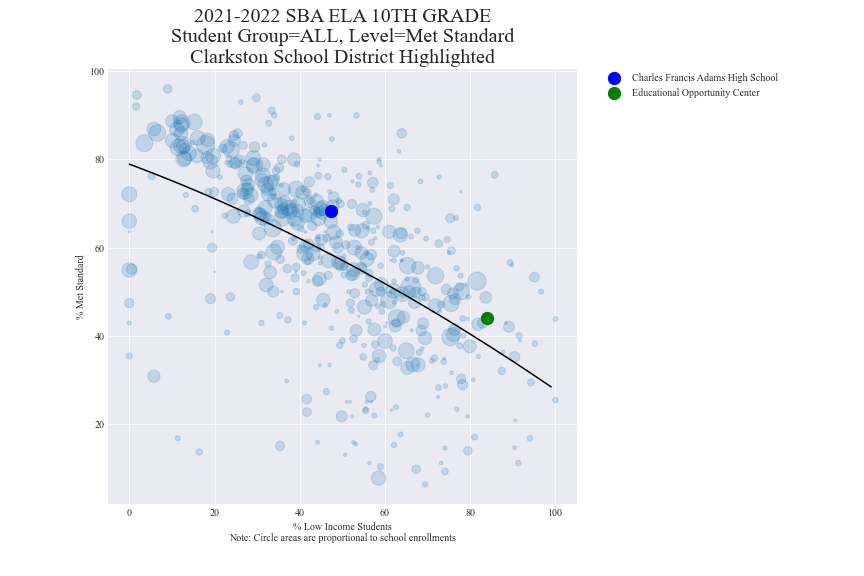 2021-2022 SBA ELA 10TH GRADE
Student Group=ALL, Level=Met Standard
Clarkston School District Highlighted
Charles Francis Adams High School
Educational Opportunity Center
% Met Standard
100
80
60
40
20
0 20 40 60 80 100
% Low Income Students
Note: Circle areas are proportional to school enrollments